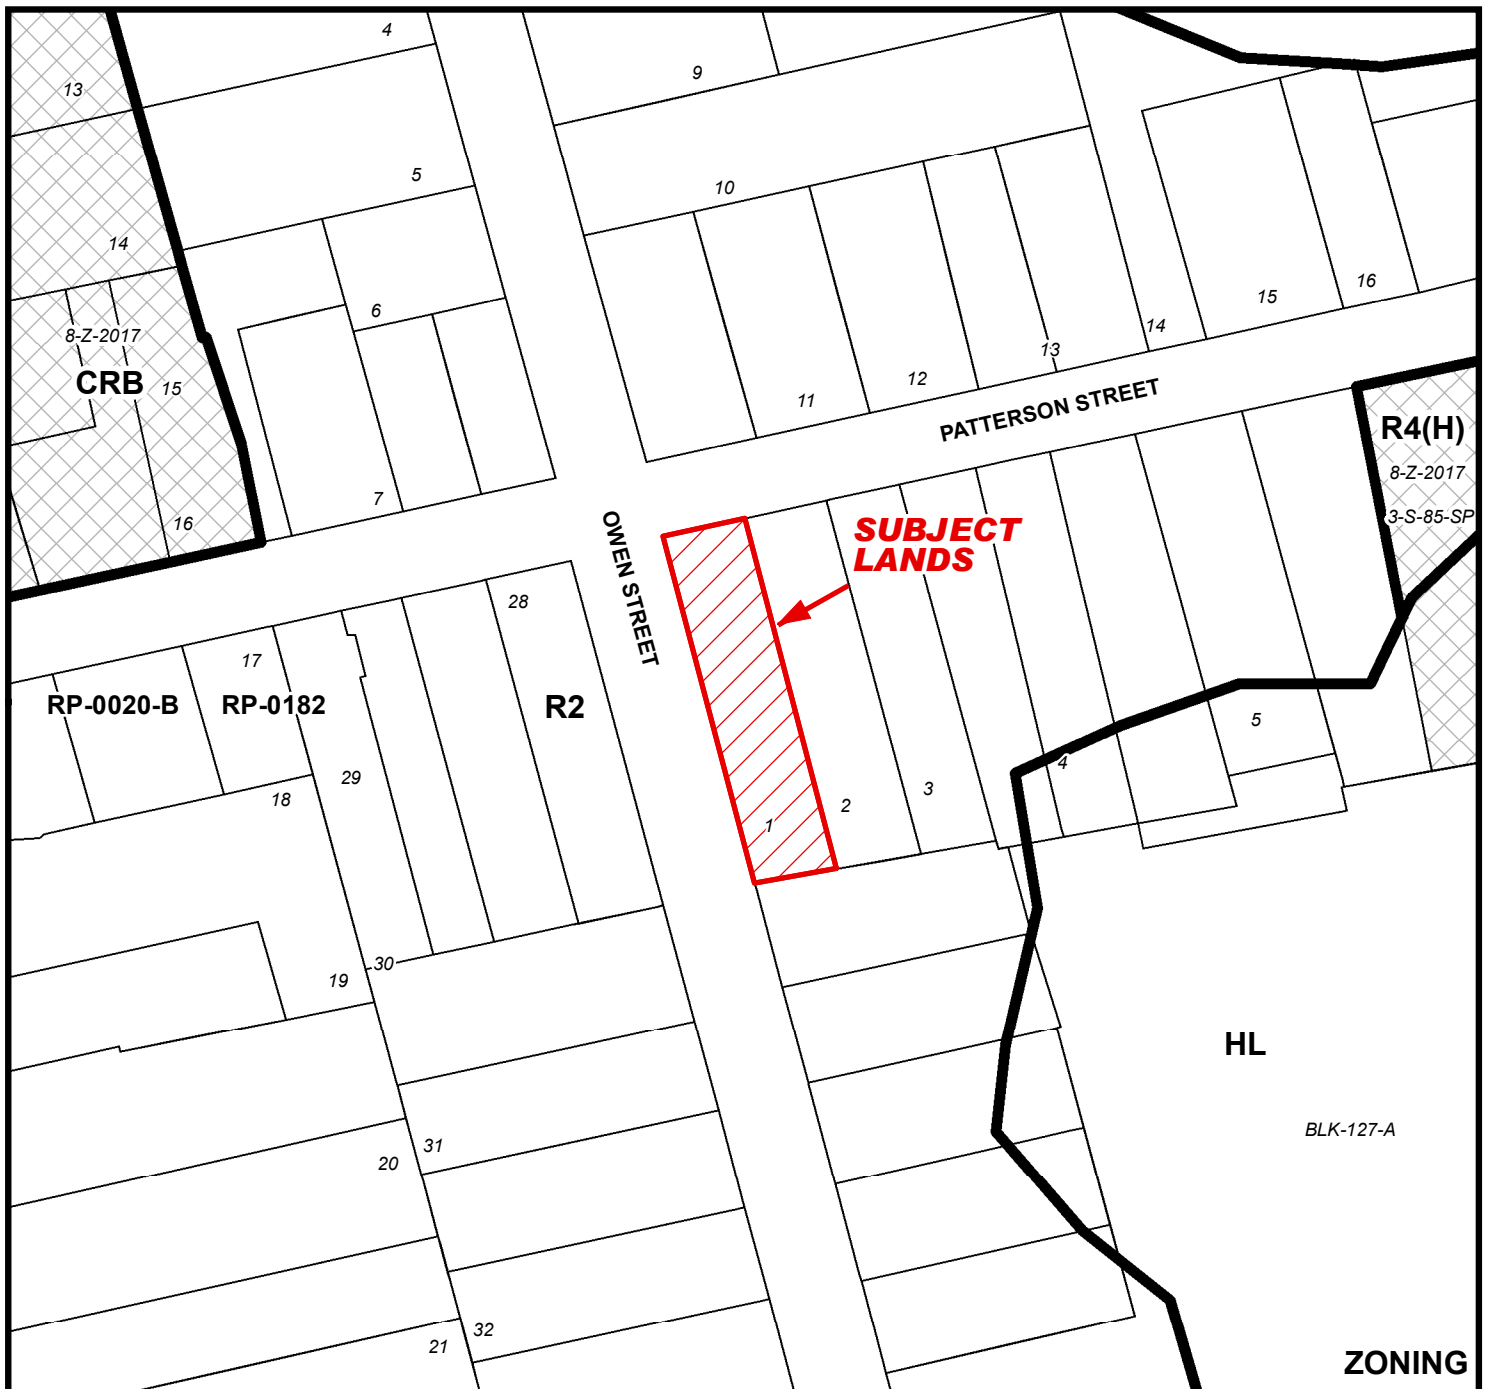 4
9
13
5
10
14
6
15
16
8-Z-2017
CRB
15
14
13
12
11
PATTERSON STREET
R4(H)
8-Z-2017
3-S-85-SP
7
16
SUBJECT
LANDS
OWEN STREET
28
17
RP-0020-B
RP-0182
R2
5
4
29
18
3
2
1
30
19
HL
BLK-127-A
31
20
32
21
ZONING